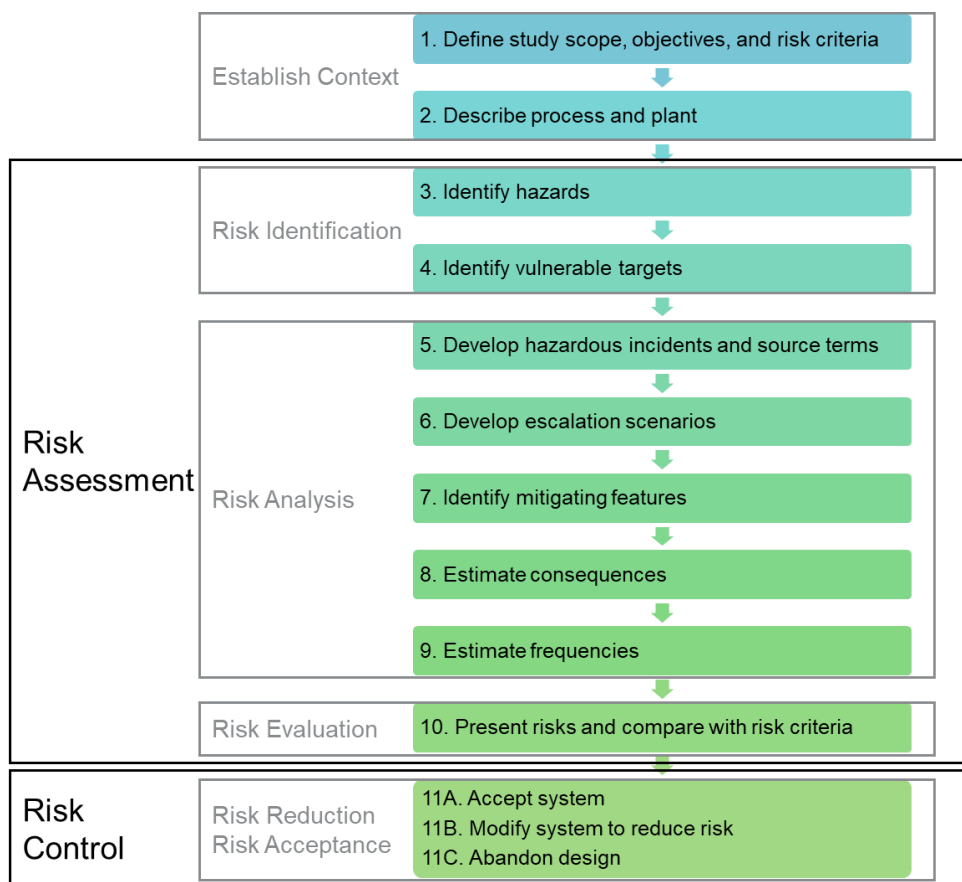 Establish Context
1. Define study scope, objectives, and risk criteria
2. Describe process and plant
Risk
Assessment
Risk Identification
3. Identify hazards
4. Identify vulnerable targets
Risk Analysis
5. Develop hazardous incidents and source terms
6. Develop escalation scenarios
7. Identify mitigating features
8. Estimate consequences
9. Estimate frequencies
Risk Evaluation
10. Present risks and compare with risk criteria
Risk
Control
Risk Reduction
Risk Acceptance
11A. Accept system
11B. Modify system to reduce risk
11C. Abandon design